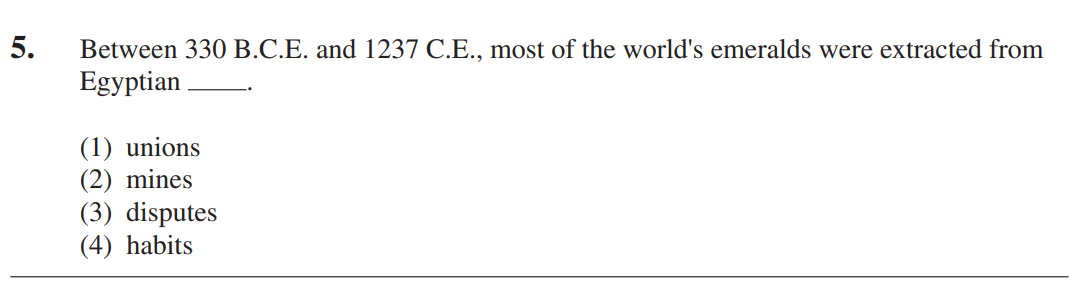 5. Between 330 B.C.E. and 1237 C.E., most of the world's emeralds were extracted from
Egyptian _____.
(1) unions
(2) mines
(3) disputes
(4) habits